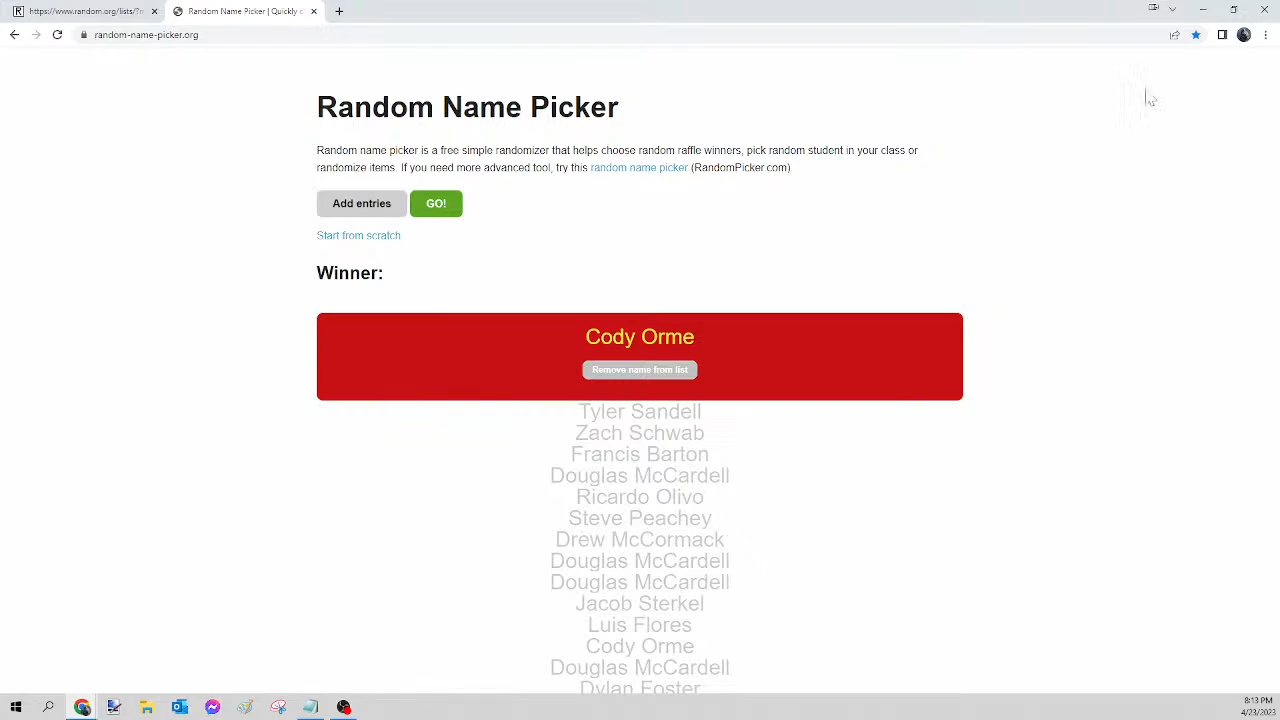 https://www.random.org/lists/?m
Random Name Picker | Quickly c
random-name-picker.org
Random Name Picker
Random name picker is a free simple randomizer that helps choose random raffle winners, pick random student in your class or
randomize items. If you need more advanced tool, try this random name picker (RandomPicker.com)
Add entries GO!
Start from scratch
Winner:
Cody Orme
Remove name from list
Tyler Sandell
Zach Schwab
Francis Barton
Douglas McCardell
Ricardo Olivo
Steve Peachey
Drew McCormack
Douglas McCardell
Douglas McCardell
Jacob Sterkel
Luis Flores
Cody Orme
Douglas McCardell
Dylan Foster
8:13 PM
4/23/2023